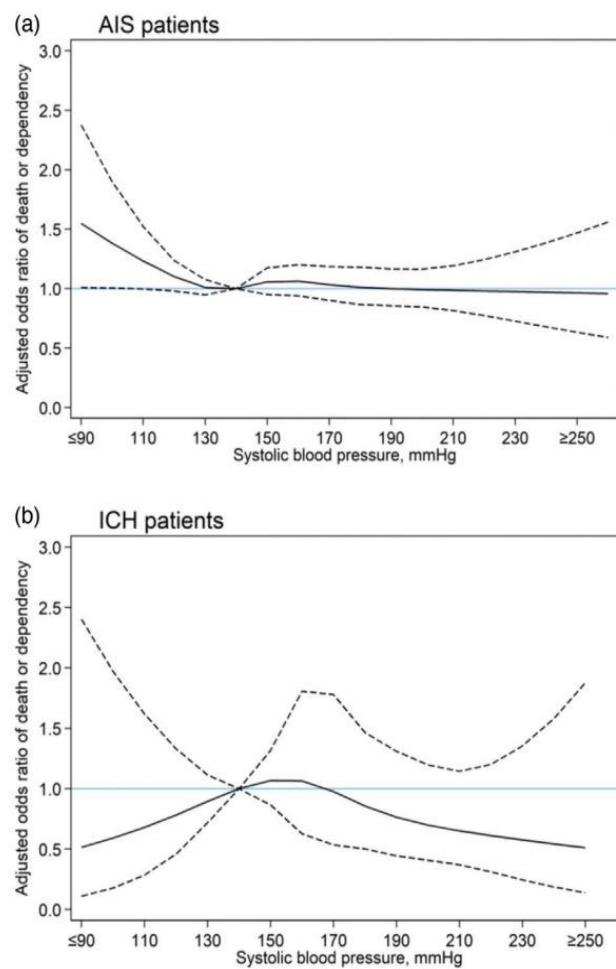 (a)
AIS patients
Adjusted odds ratio of death or dependency
3.0
2.5
2.0
1.5
1.0
0.5
0.0
≤90 110 130 150 170 190 210 230 ≥250
Systolic blood pressure, mmHg
(b)
ICH patients
Adjusted odds ratio of death or dependency
3.0
2.5
2.0
1.5
1.0
0.5
0.0
≤90 110 130 150 170 190 210 230 ≥250
Systolic blood pressure, mmHg